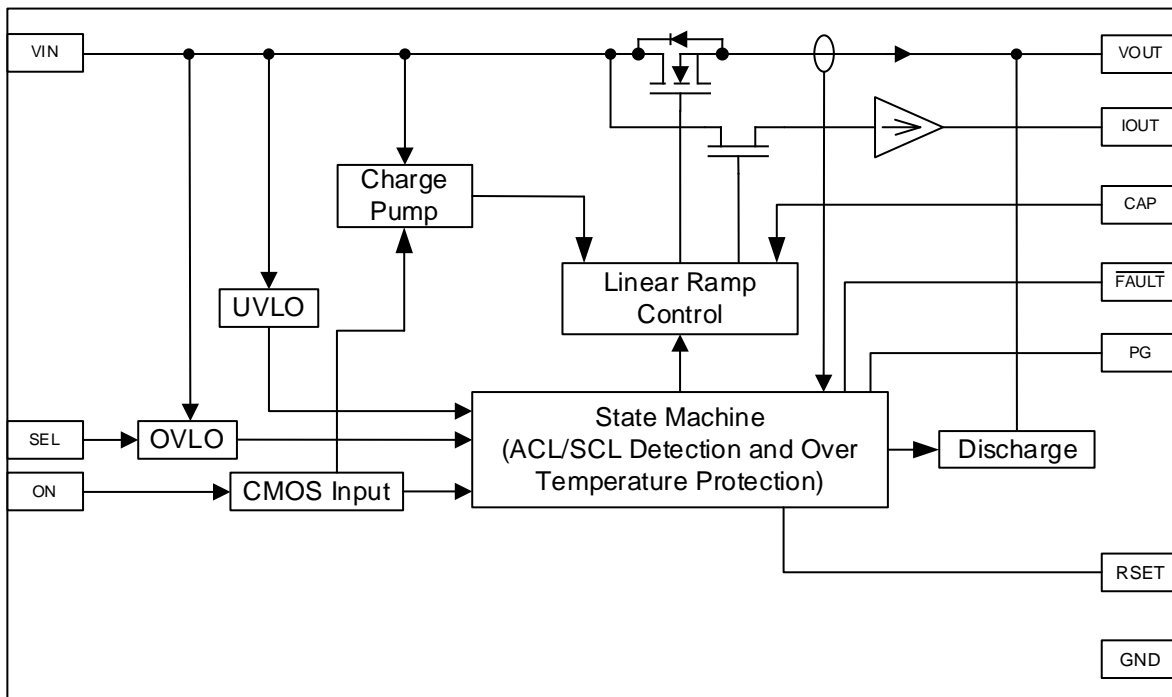 VIN
VOUT
IOUT
Charge
Pump
CAP
Linear Ramp
Control
FAULT
UVLO
PG
State Machine
(ACL/SCL Detection and Over
Temperature Protection)
SEL
OVLO
Discharge
ON
CMOS Input
RSET
GND